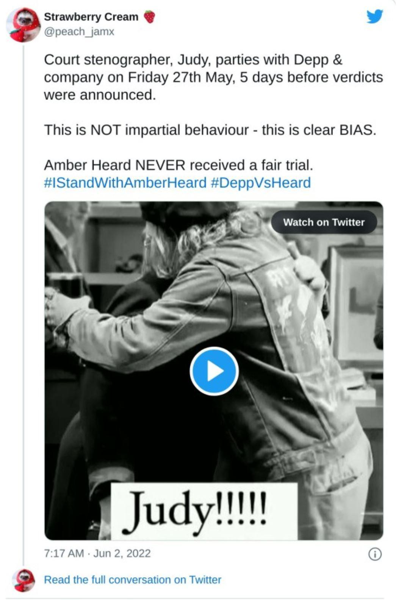 Strawberry Cream
@peach_jamx
Court stenographer, Judy, parties with Depp &
company on Friday 27th May, 5 days before verdicts
were announced.
This is NOT impartial behaviour - this is clear BIAS.
Amber Heard NEVER received a fair trial.
#IStandWithAmberHeard #DeppVsHeard
Watch on Twitter
Judy!!!!!
7:17 AM · Jun 2, 2022
Read the full conversation on Twitter